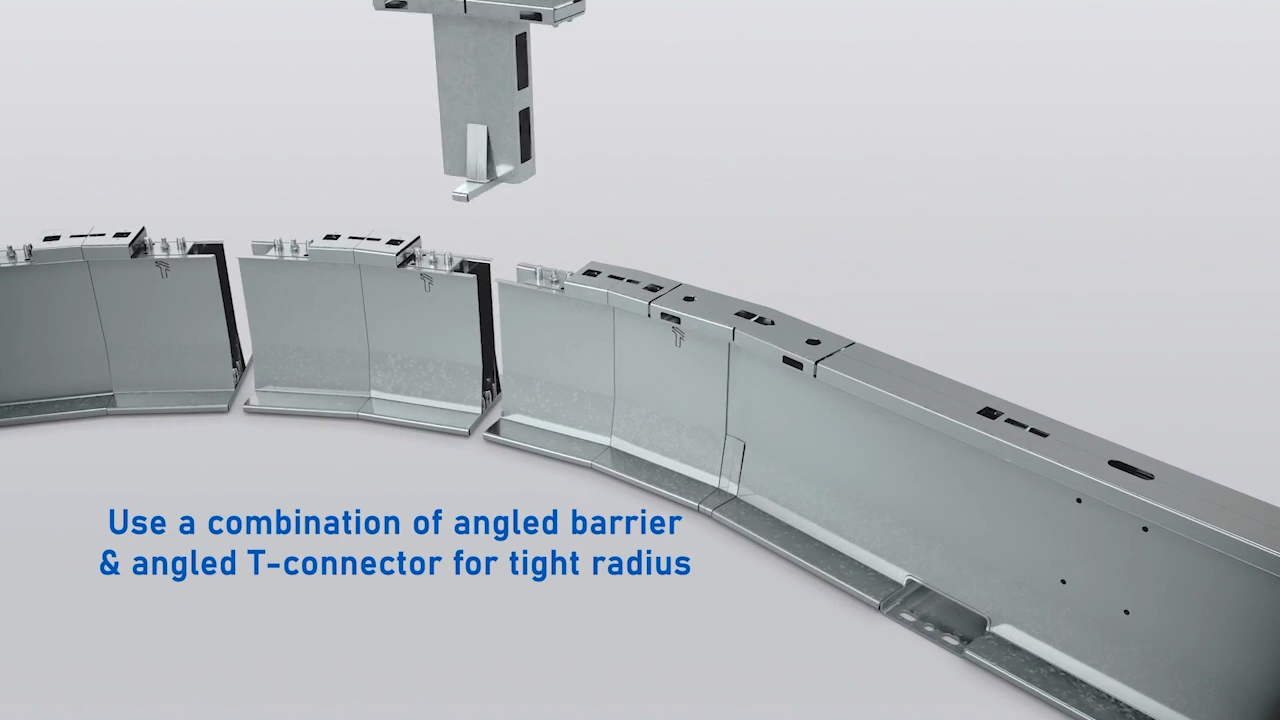 Use a combination of angled barrier
& angled T-connector for tight radius